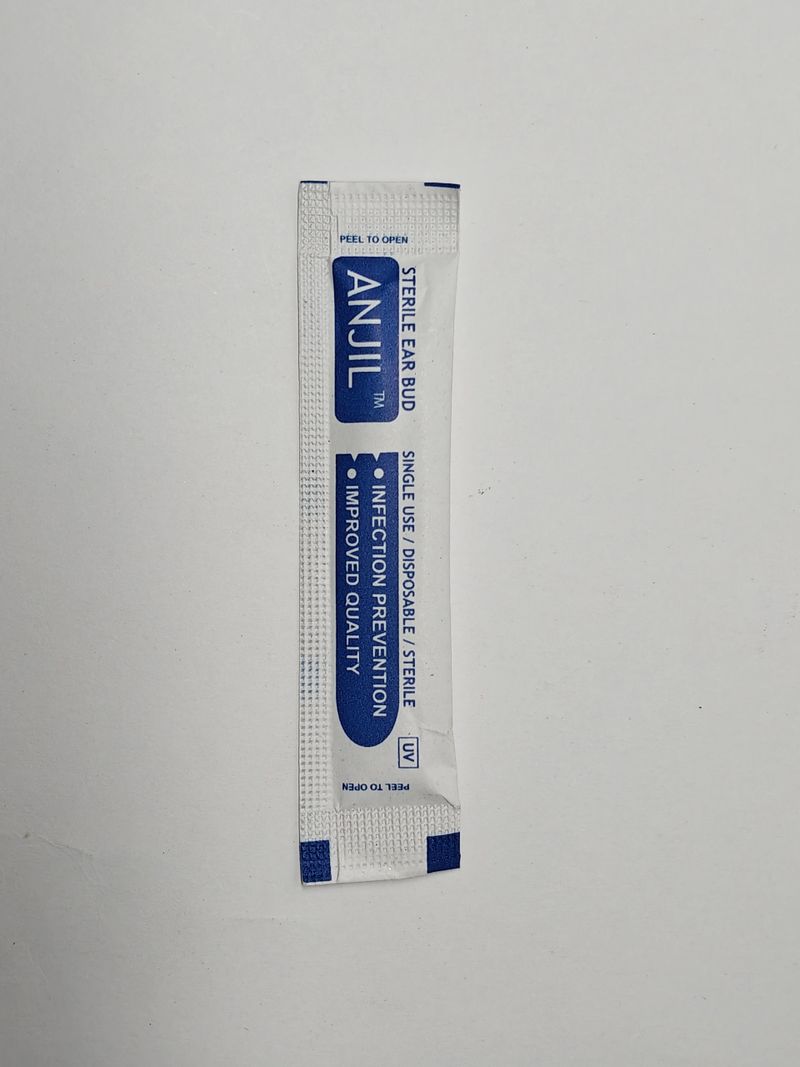 PEEL TO OPEN
STERILE EAR BUD
ANJIL TM
SINGLE USE / DISPOSABLE / STERILE
UV
● INFECTION PREVENTION
● IMPROVED QUALITY
PEEL TO OPEN